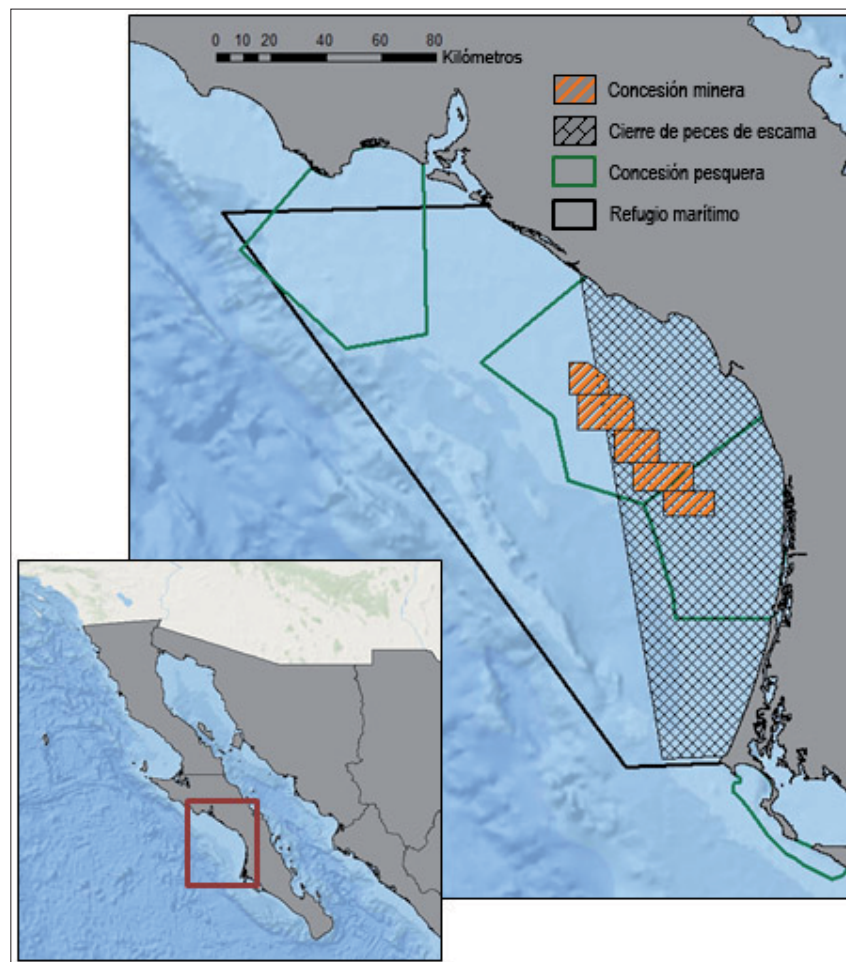 0 10 20 40 60 80
Kilómetros
Concesión minera
Cierre de peces de escama
Concesión pesquera
Refugio marítimo